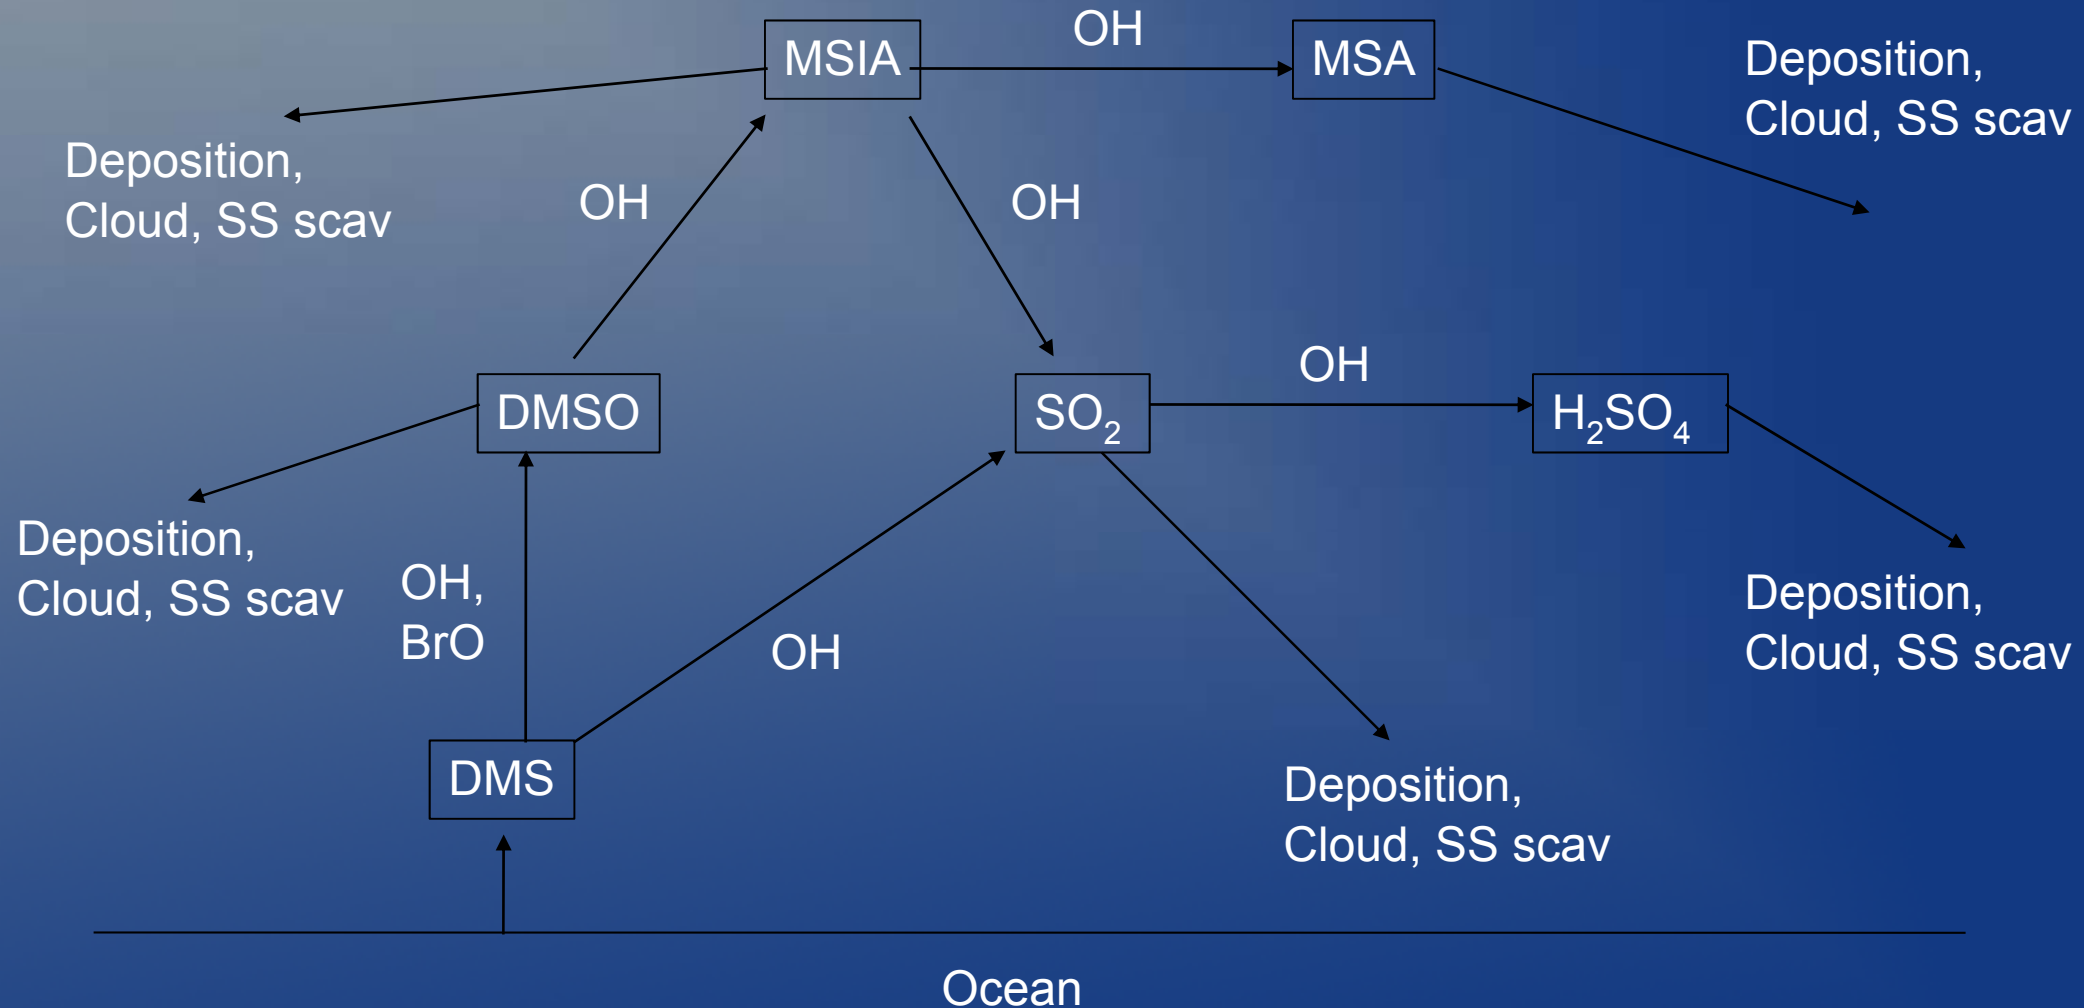 OH
MSIA
MSA
Deposition,
Cloud, SS scav
Deposition,
Cloud, SS scav
OH
OH
OH
DMSO
SO₂
H₂SO₄
Deposition,
Cloud, SS scav
OH,
BrO
OH
Deposition,
Cloud, SS scav
DMS
Deposition,
Cloud, SS scav
Ocean